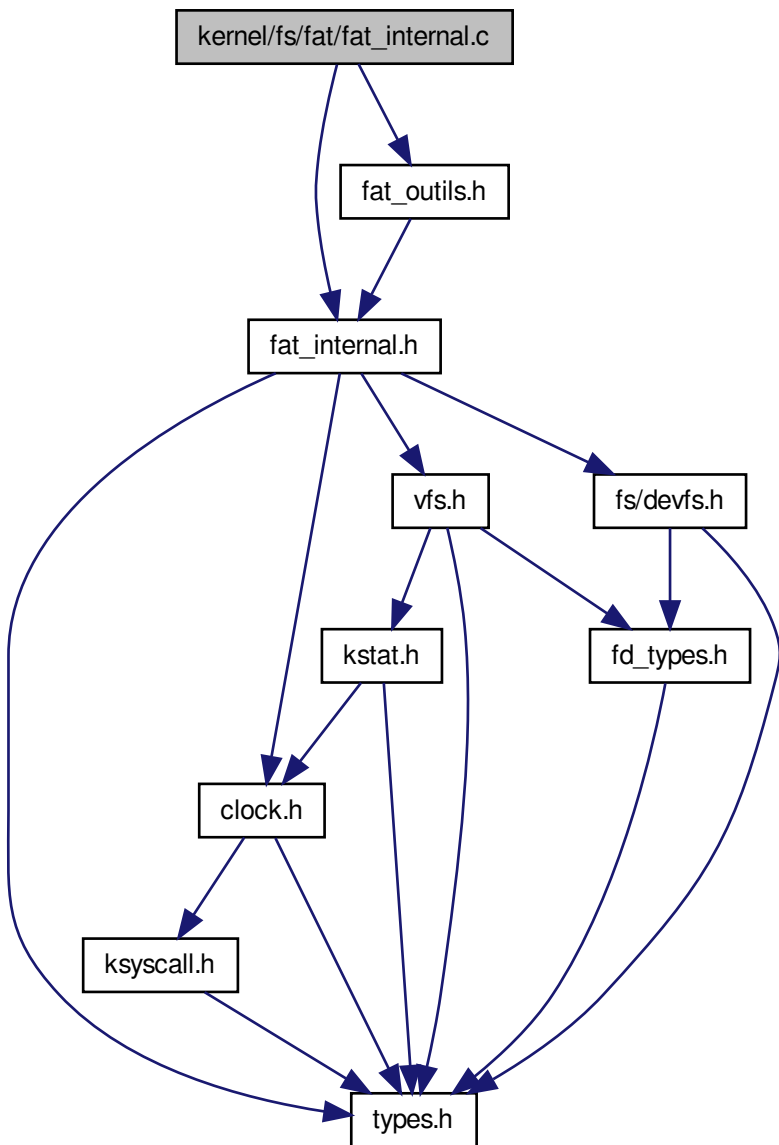 kernel/fs/fat/fat_internal.c
fat_outils.h
fat_internal.h
vfs.h
fs/devfs.h
kstat.h
fd_types.h
clock.h
ksyscall.h
types.h